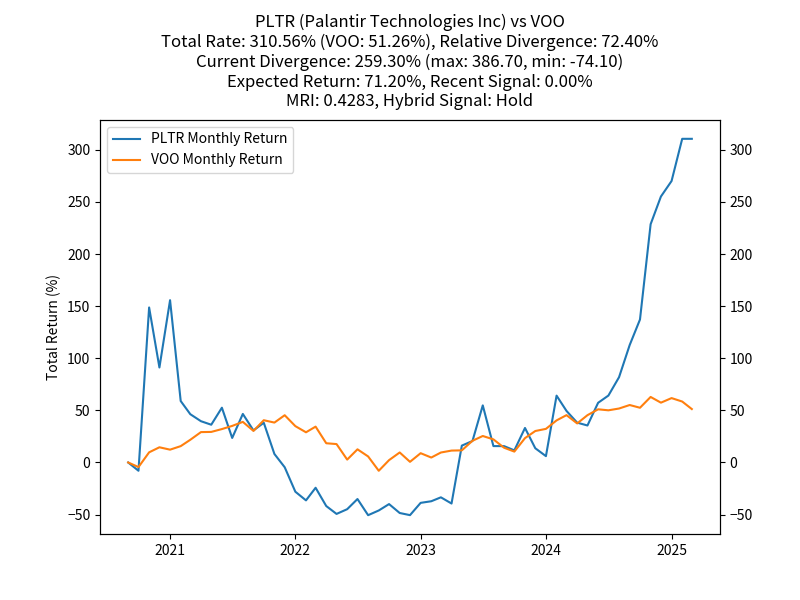 PLTR (Palantir Technologies Inc) vs VOO
Total Rate: 310.56% (VOO: 51.26%), Relative Divergence: 72.40%
Current Divergence: 259.30% (max: 386.70, min: -74.10)
Expected Return: 71.20%, Recent Signal: 0.00%
MRI: 0.4283, Hybrid Signal: Hold
PLTR Monthly Return
VOO Monthly Return
Total Return (%)
300 300
250 250
200 200
150 150
100 100
50 50
0 0
−50 −50
2021 2022 2023 2024 2025